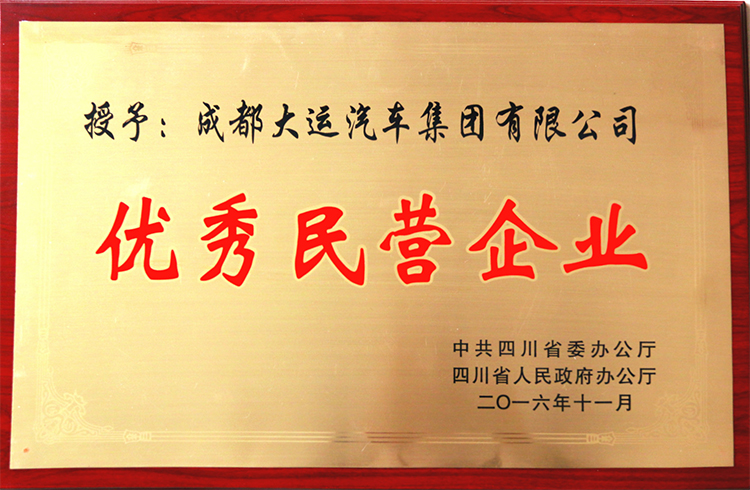 授予：成都大运汽车集团有限公司
优秀民营企业
中共四川省委办公厅
四川省人民政府办公厅
二〇一六年十一月